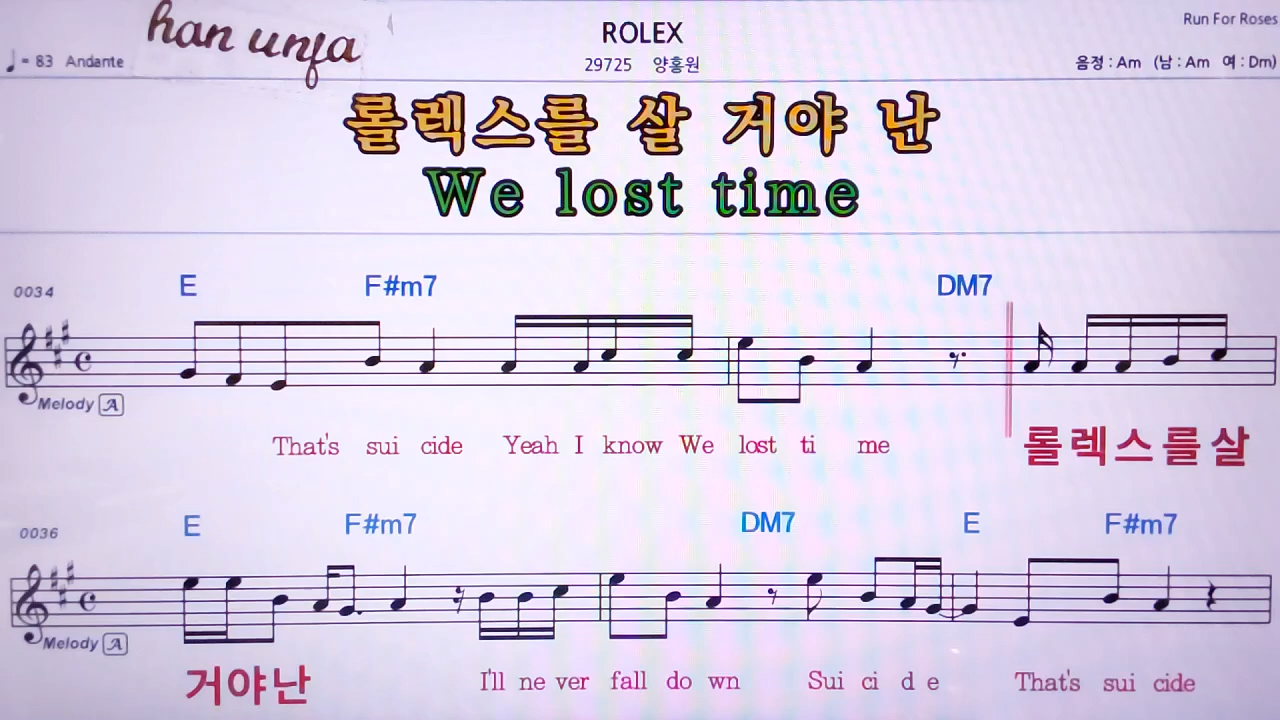 han unja
ROLEX
Run For Roses
♩= 83 Andante
29725 양홍원
음정 : Am (남 : Am 여 : Dm)
롤렉스를 살 거야 난
We lost time
0034
E F#m7 DM7
Melody A
That's sui cide Yeah I know We lost ti me 롤렉스를살
0036
E F#m7 DM7 E F#m7
Melody A
거야난 I'll ne ver fall do wn Sui ci d e That's sui cide